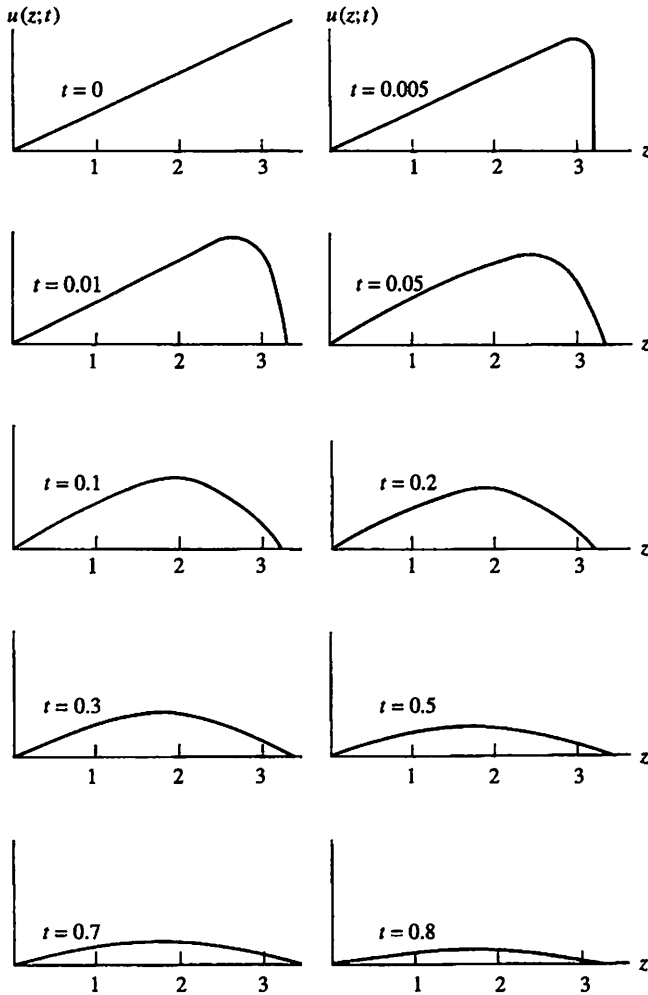 u(z;t) u(z;t)
t = 0 t = 0.005
1 2 3 z 1 2 3 z
t = 0.01 t = 0.05
1 2 3 1 2 3 z
t = 0.1 t = 0.2
1 2 3 1 2 3 z
t = 0.3 t = 0.5
1 2 3 1 2 3 z
t = 0.7 t = 0.8
1 2 3 1 2 3 z